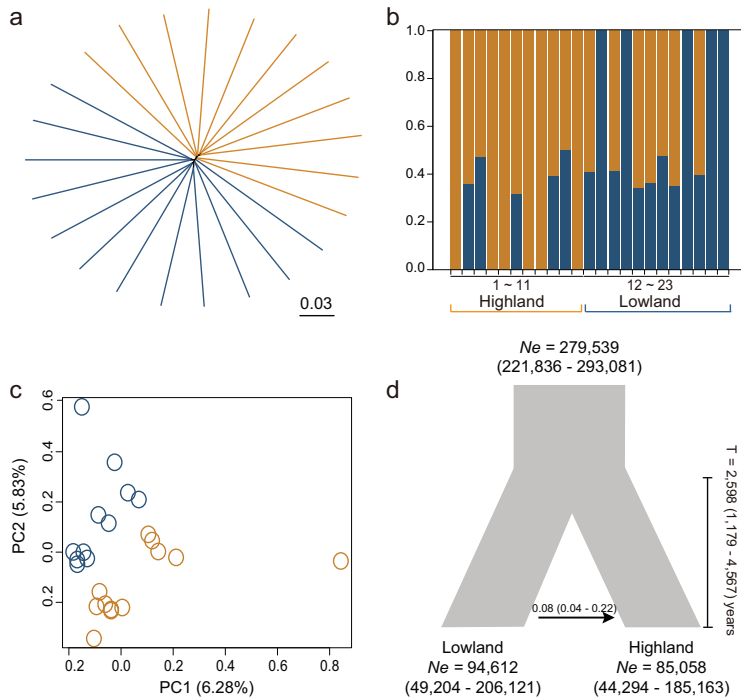 a
0.03
b
1.0
0.8
0.6
0.4
0.2
0.0
1 ~ 11
12 ~ 23
Highland
Lowland
c
PC2 (5.83%)
0.6
0.4
0.2
0.0
0.2
0.2
0.0
0.2
0.4
0.6
0.8
PC1 (6.28%)
d
Ne = 279,539
(221,836 - 293,081)
T = 2,598 (1,179 - 4,567) years
0.08 (0.04 - 0.22)
Lowland
Ne = 94,612
(49,204 - 206,121)
Highland
Ne = 85,058
(44,294 - 185,163)